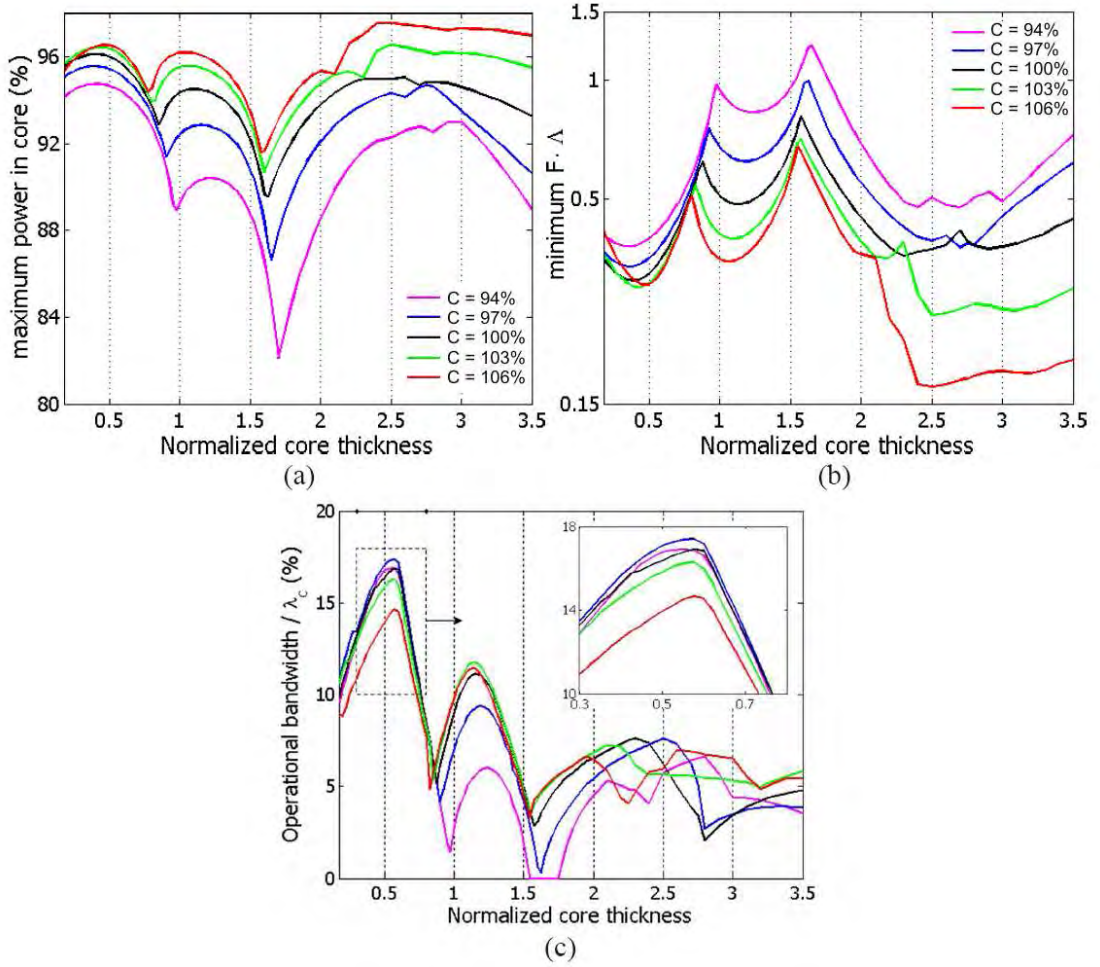 maximum power in core (%)
96
92
88
84
80
0.5 1 1.5 2 2.5 3 3.5
Normalized core thickness
C = 94%
C = 97%
C = 100%
C = 103%
C = 106%
(a)
minimum F· Λ
1.5
1
0.5
0.15
0.5 1 1.5 2 2.5 3 3.5
Normalized core thickness
C = 94%
C = 97%
C = 100%
C = 103%
C = 106%
(b)
Operational bandwidth / λc (%)
20
15
10
5
0
0.5 1 1.5 2 2.5 3 3.5
Normalized core thickness
18
14
10
0.3 0.5 0.7
(c)